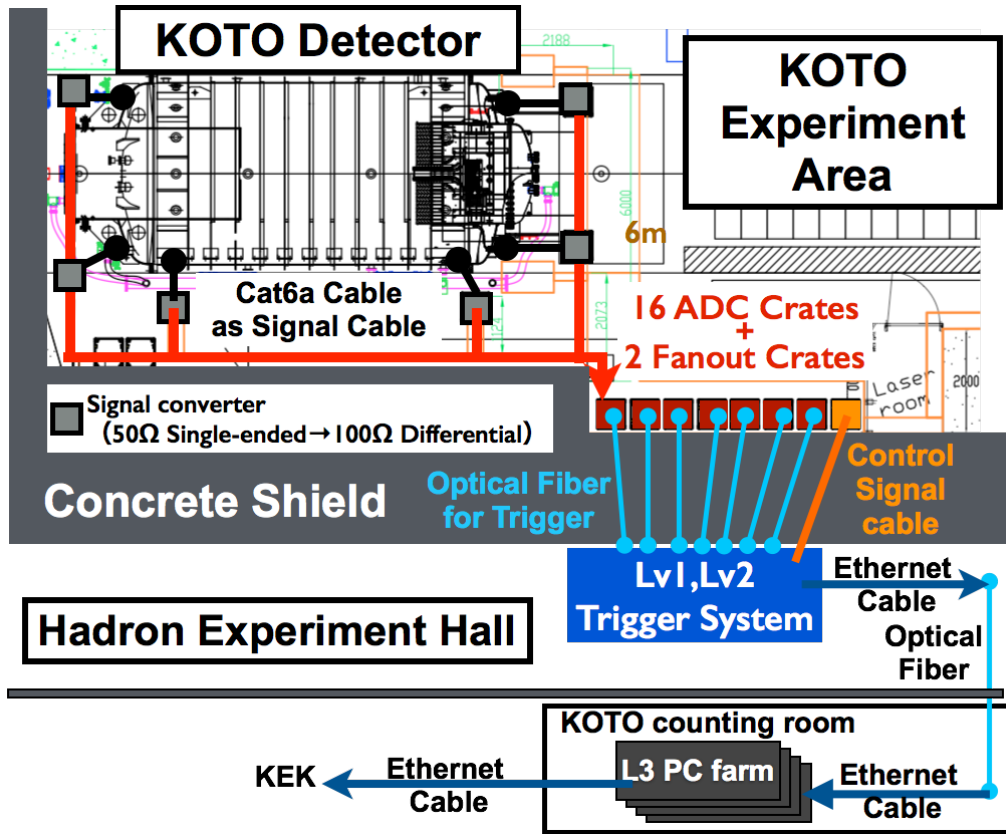 KOTO Detector
2188
KOTO
Experiment
Area
6000
6m
Cat6a Cable
as Signal Cable
124
2073
16 ADC Crates
+
2 Fanout Crates
Laser
room
2000
Signal converter
(50Ω Single-ended→100Ω Differential)
Concrete Shield
Optical Fiber
for Trigger
Control
Signal
cable
Lv1,Lv2
Trigger System
Ethernet
Cable
Hadron Experiment Hall
Optical
Fiber
KOTO counting room
L3 PC farm
KEK
Ethernet
Cable
Ethernet
Cable